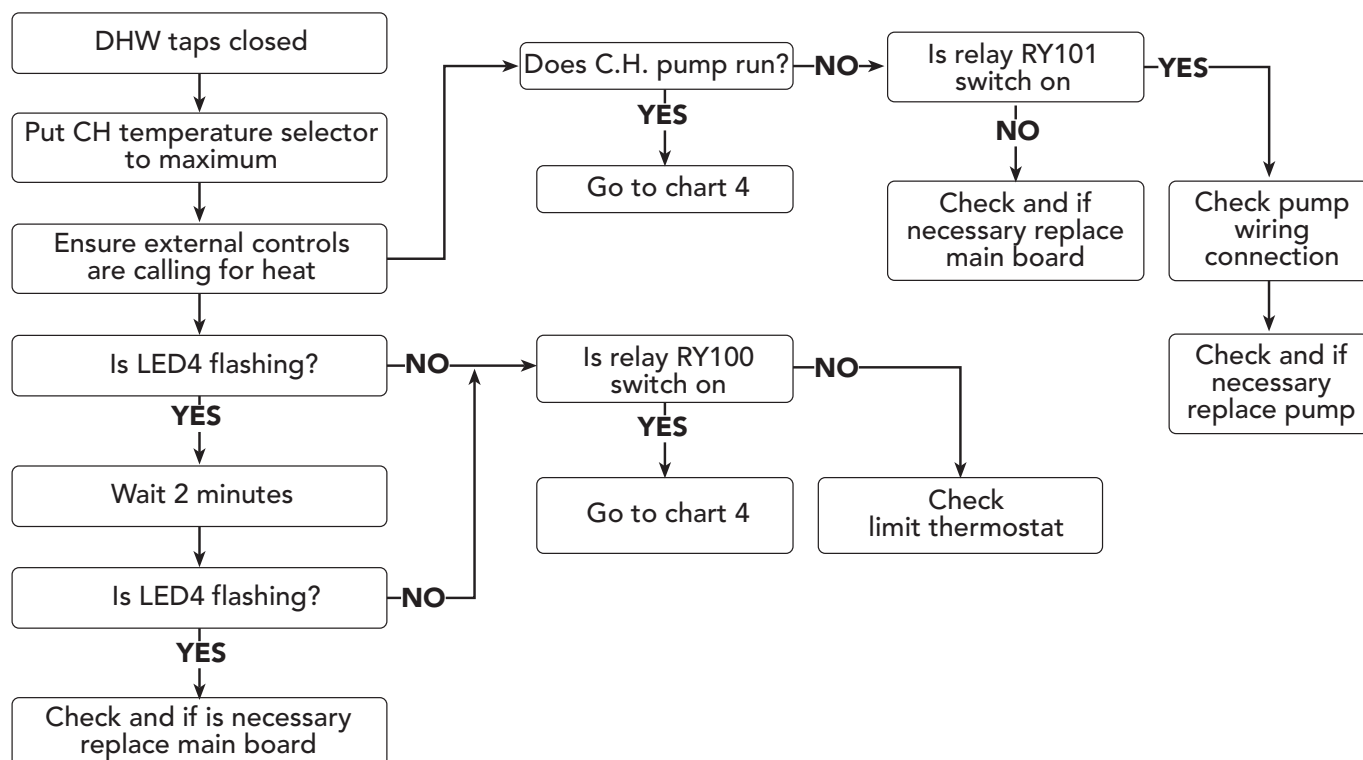 DHW taps closed
Put CH temperature selector
to maximum
Ensure external controls
are calling for heat
Is LED4 flashing?
NO
YES
Wait 2 minutes
Is LED4 flashing?
NO
YES
Check and if is necessary
replace main board
Does C.H. pump run?
NO
YES
Go to chart 4
Is relay RY101
switch on
YES
NO
Check and if
necessary replace
main board
Check pump
wiring
connection
Check and if
necessary
replace pump
Is relay RY100
switch on
NO
YES
Go to chart 4
Check
limit thermostat